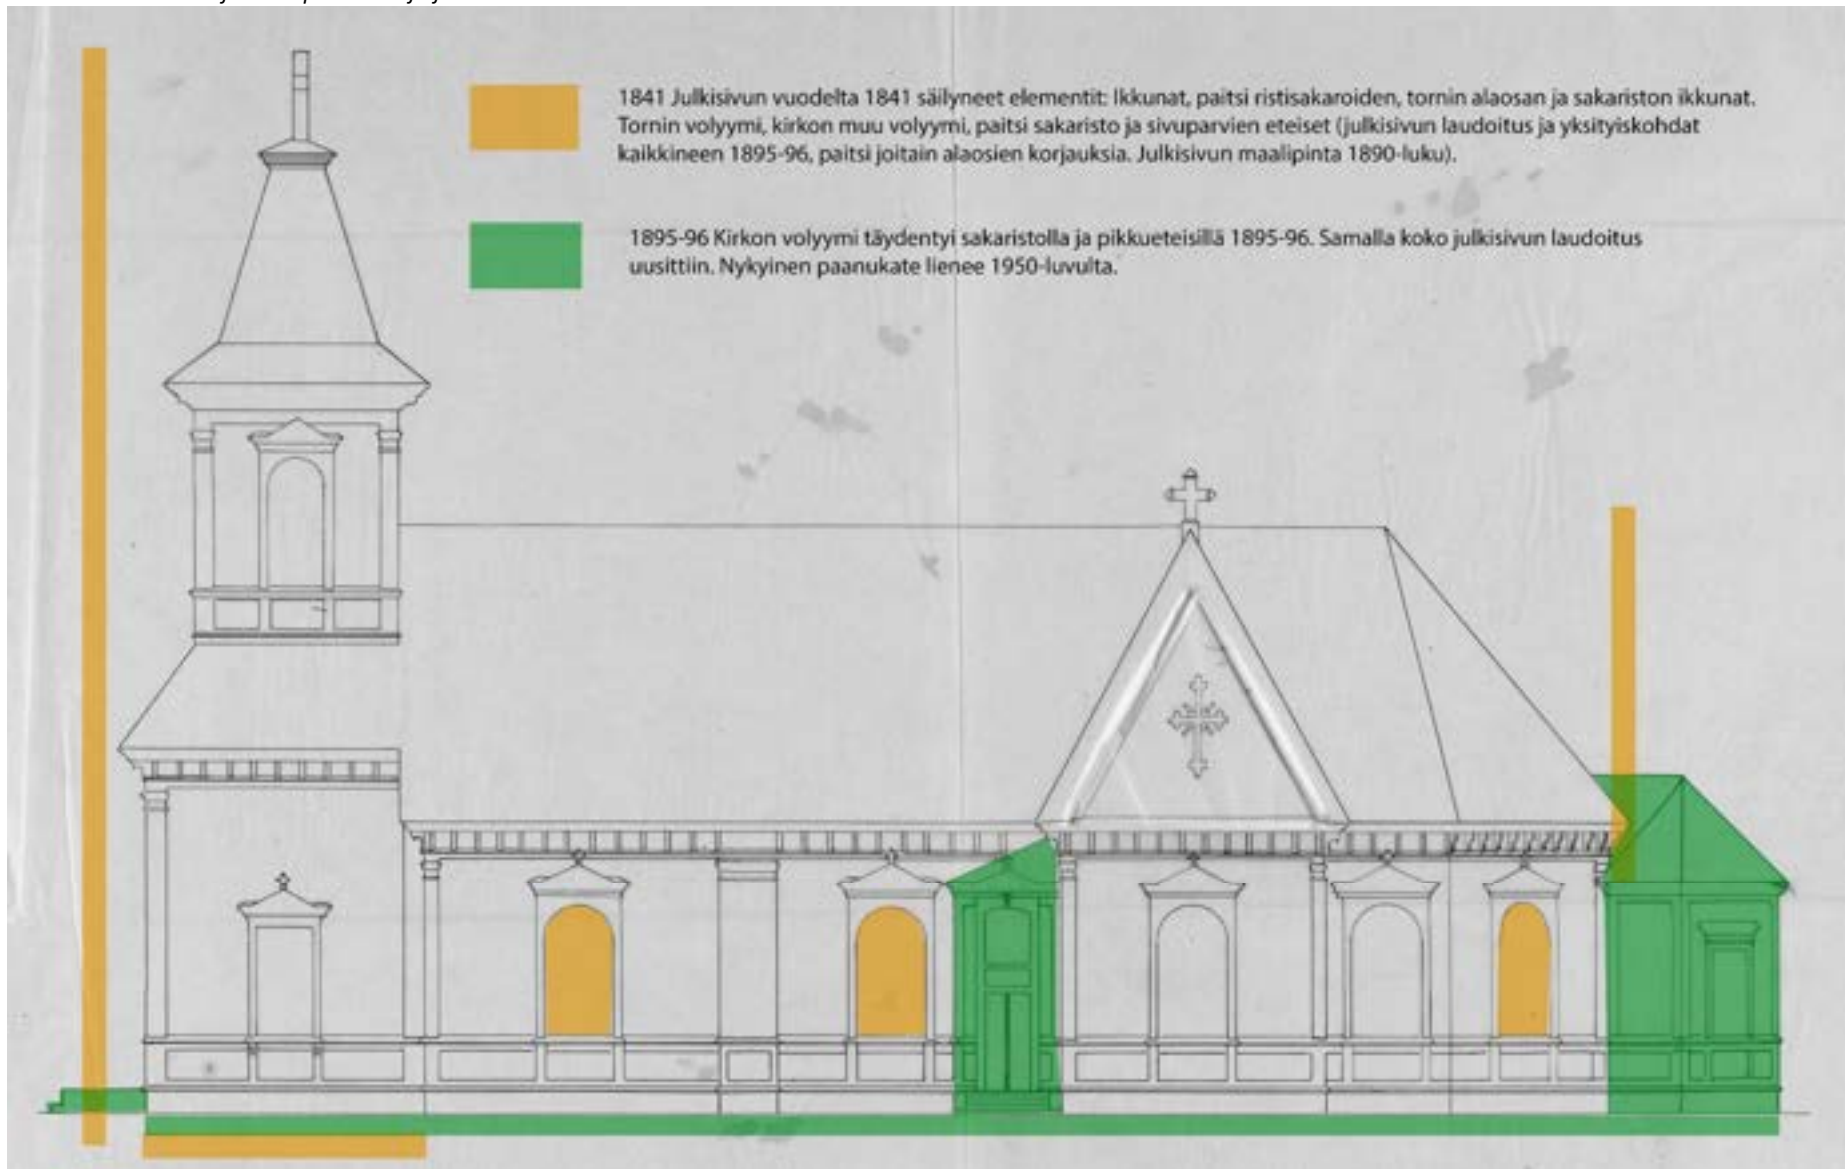 1841 Julkisivun vuodelta 1841 säilyneet elementit: Ikkunat, paitsi ristisakaroiden, tornin alaosan ja sakariston ikkunat.
Tornin volyymi, kirkon muu volyymi, paitsi sakaristo ja sivuparvien eteiset (julkisivun laudoitus ja yksityiskohdat
kaikkineen 1895-96, paitsi joitain alaosien korjauksia. Julkisivun maalipinta 1890-luku).
1895-96 Kirkon volyymi täydentyi sakaristolla ja pikkueteisillä 1895-96. Samalla koko julkisivun laudoitus
uusittiin. Nykyinen paanukate lienee 1950-luvulta.